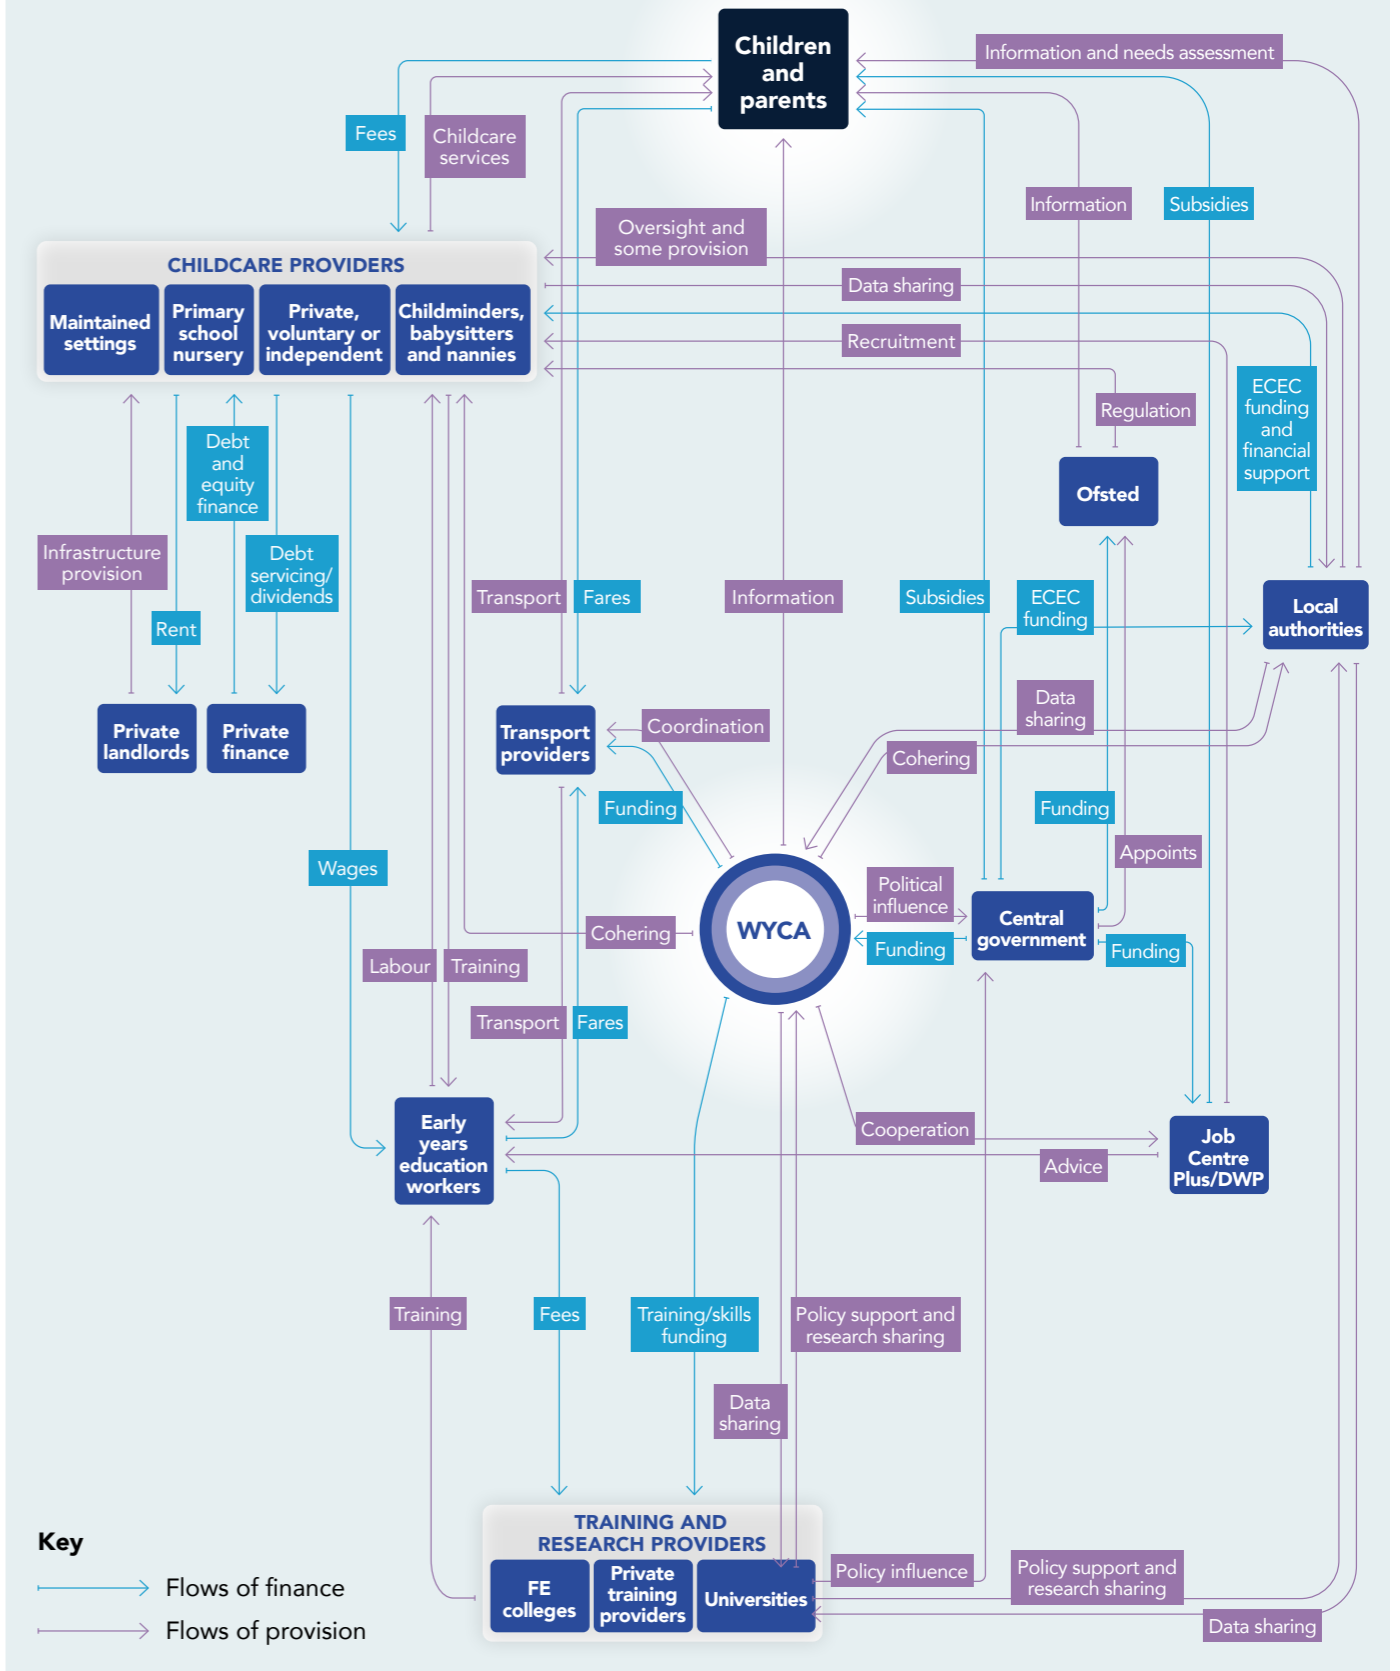 Children
and
parents
Information and needs assessment
Fees
Childcare
services
Information
Subsidies
Oversight and
some provision
CHILDCARE PROVIDERS
Data sharing
Maintained
settings
Primary
school
nursery
Private,
voluntary or
independent
Childminders,
babysitters
and nannies
Recruitment
ECEC
funding
and
financial
support
Regulation
Debt
and
equity
finance
Ofsted
Infrastructure
provision
Debt
servicing/
dividends
Rent
Transport
Fares
Information
Subsidies
ECEC
funding
Local
authorities
Private
landlords
Private
finance
Transport
providers
Coordination
Data
sharing
Cohering
Funding
Funding
Appoints
Wages
Political
influence
Central
government
WYCA
Cohering
Funding
Funding
Labour
Training
Transport
Fares
Early
years
education
workers
Cooperation
Advice
Job
Centre
Plus/DWP
Training
Fees
Training/skills
funding
Policy support and
research sharing
Data
sharing
TRAINING AND
RESEARCH PROVIDERS
FE
colleges
Private
training
providers
Universities
Policy influence
Policy support and
research sharing
Data sharing
Key
Flows of finance
Flows of provision